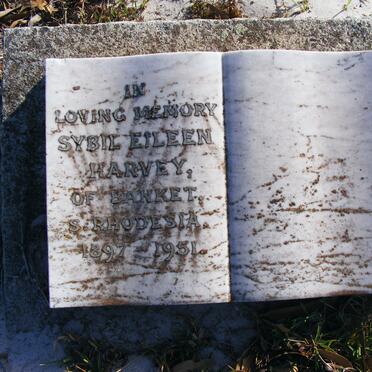 IN
LOVING MEMORY
SYBIL EILEEN
HARVEY,
OF BANKET,
S. RHODESIA.
1897 - 1951.